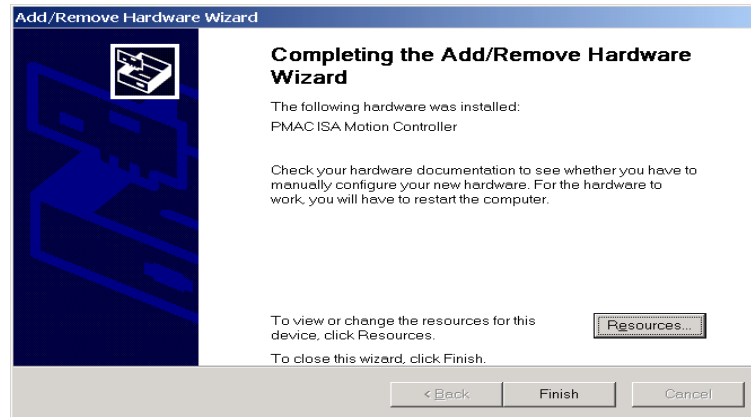 Add/Remove Hardware Wizard
Completing the Add/Remove Hardware
Wizard
The following hardware was installed:
PMAC ISA Motion Controller
Check your hardware documentation to see whether you have to
manually configure your new hardware. For the hardware to
work, you will have to restart the computer.
To view or change the resources for this
device, click Resources.
Resources...
To close this wizard, click Finish.
< Back
Finish
Cancel